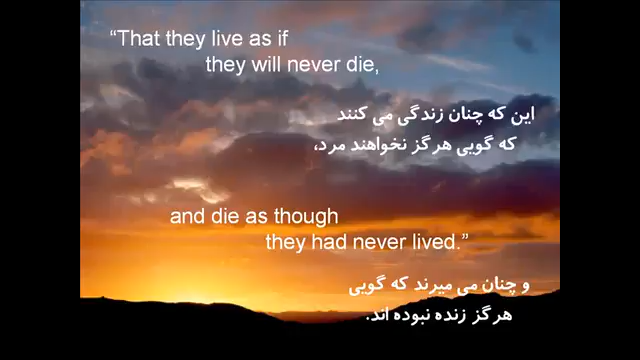 “That they live as if
they will never die,
این که چنان زندگی می کنند
که گویی هرگز نخواهند مرد،
and die as though
they had never lived.”
و چنان می میرند که گویی
هرگز زنده نبوده اند.